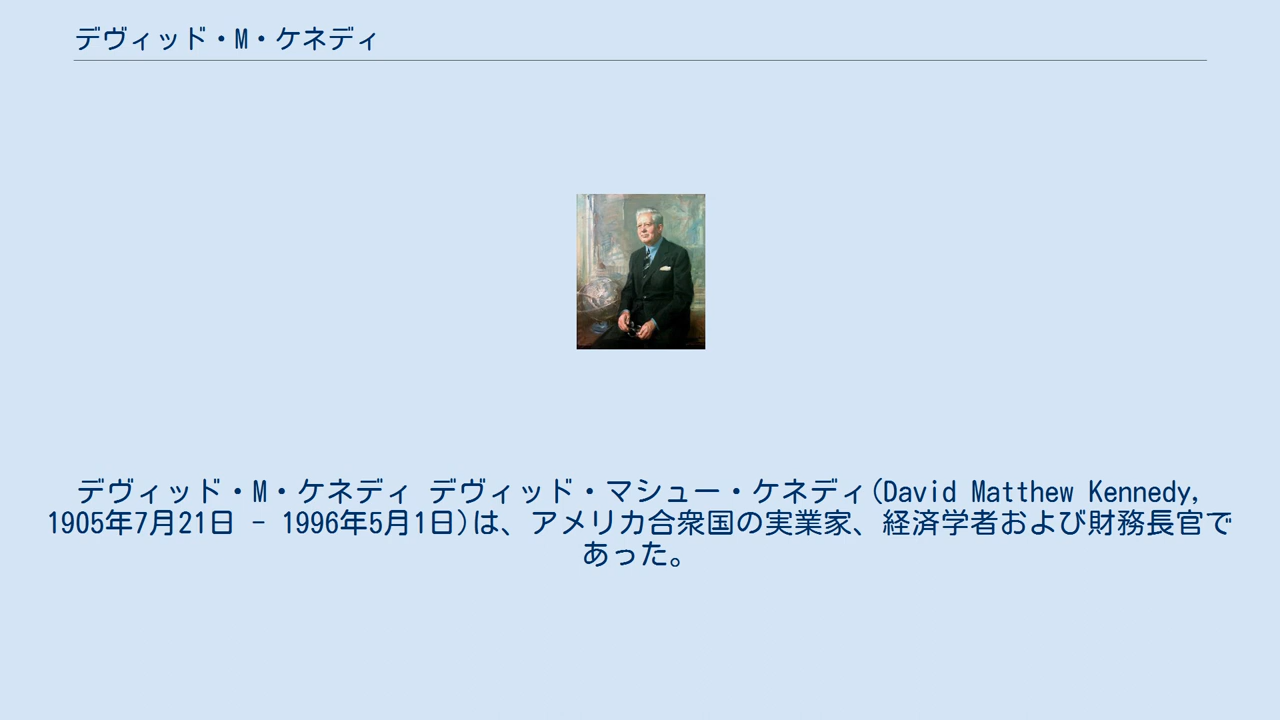 デヴィッド・M・ケネディ
デヴィッド・M・ケネディ デヴィッド・マシュー・ケネディ(David Matthew Kennedy,
1905年7月21日 - 1996年5月1日)は、アメリカ合衆国の実業家、経済学者および財務長官で
あった。